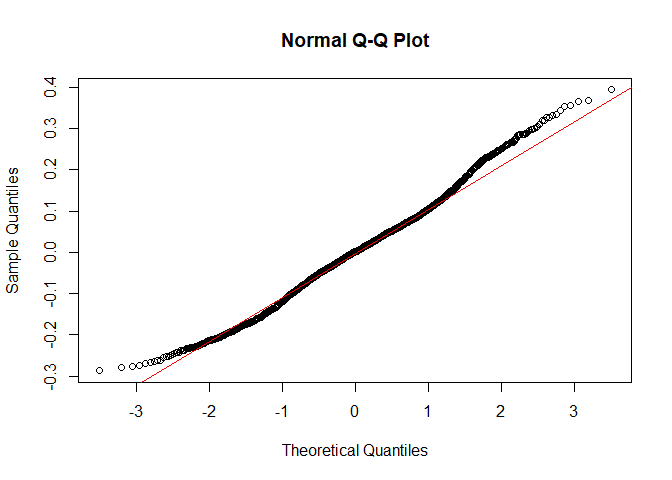 Normal Q-Q Plot
Sample Quantiles
0.4
0.3
0.2
0.1
0.0
-0.1
-0.2
-0.3
-3 -2 -1 0 1 2 3
Theoretical Quantiles